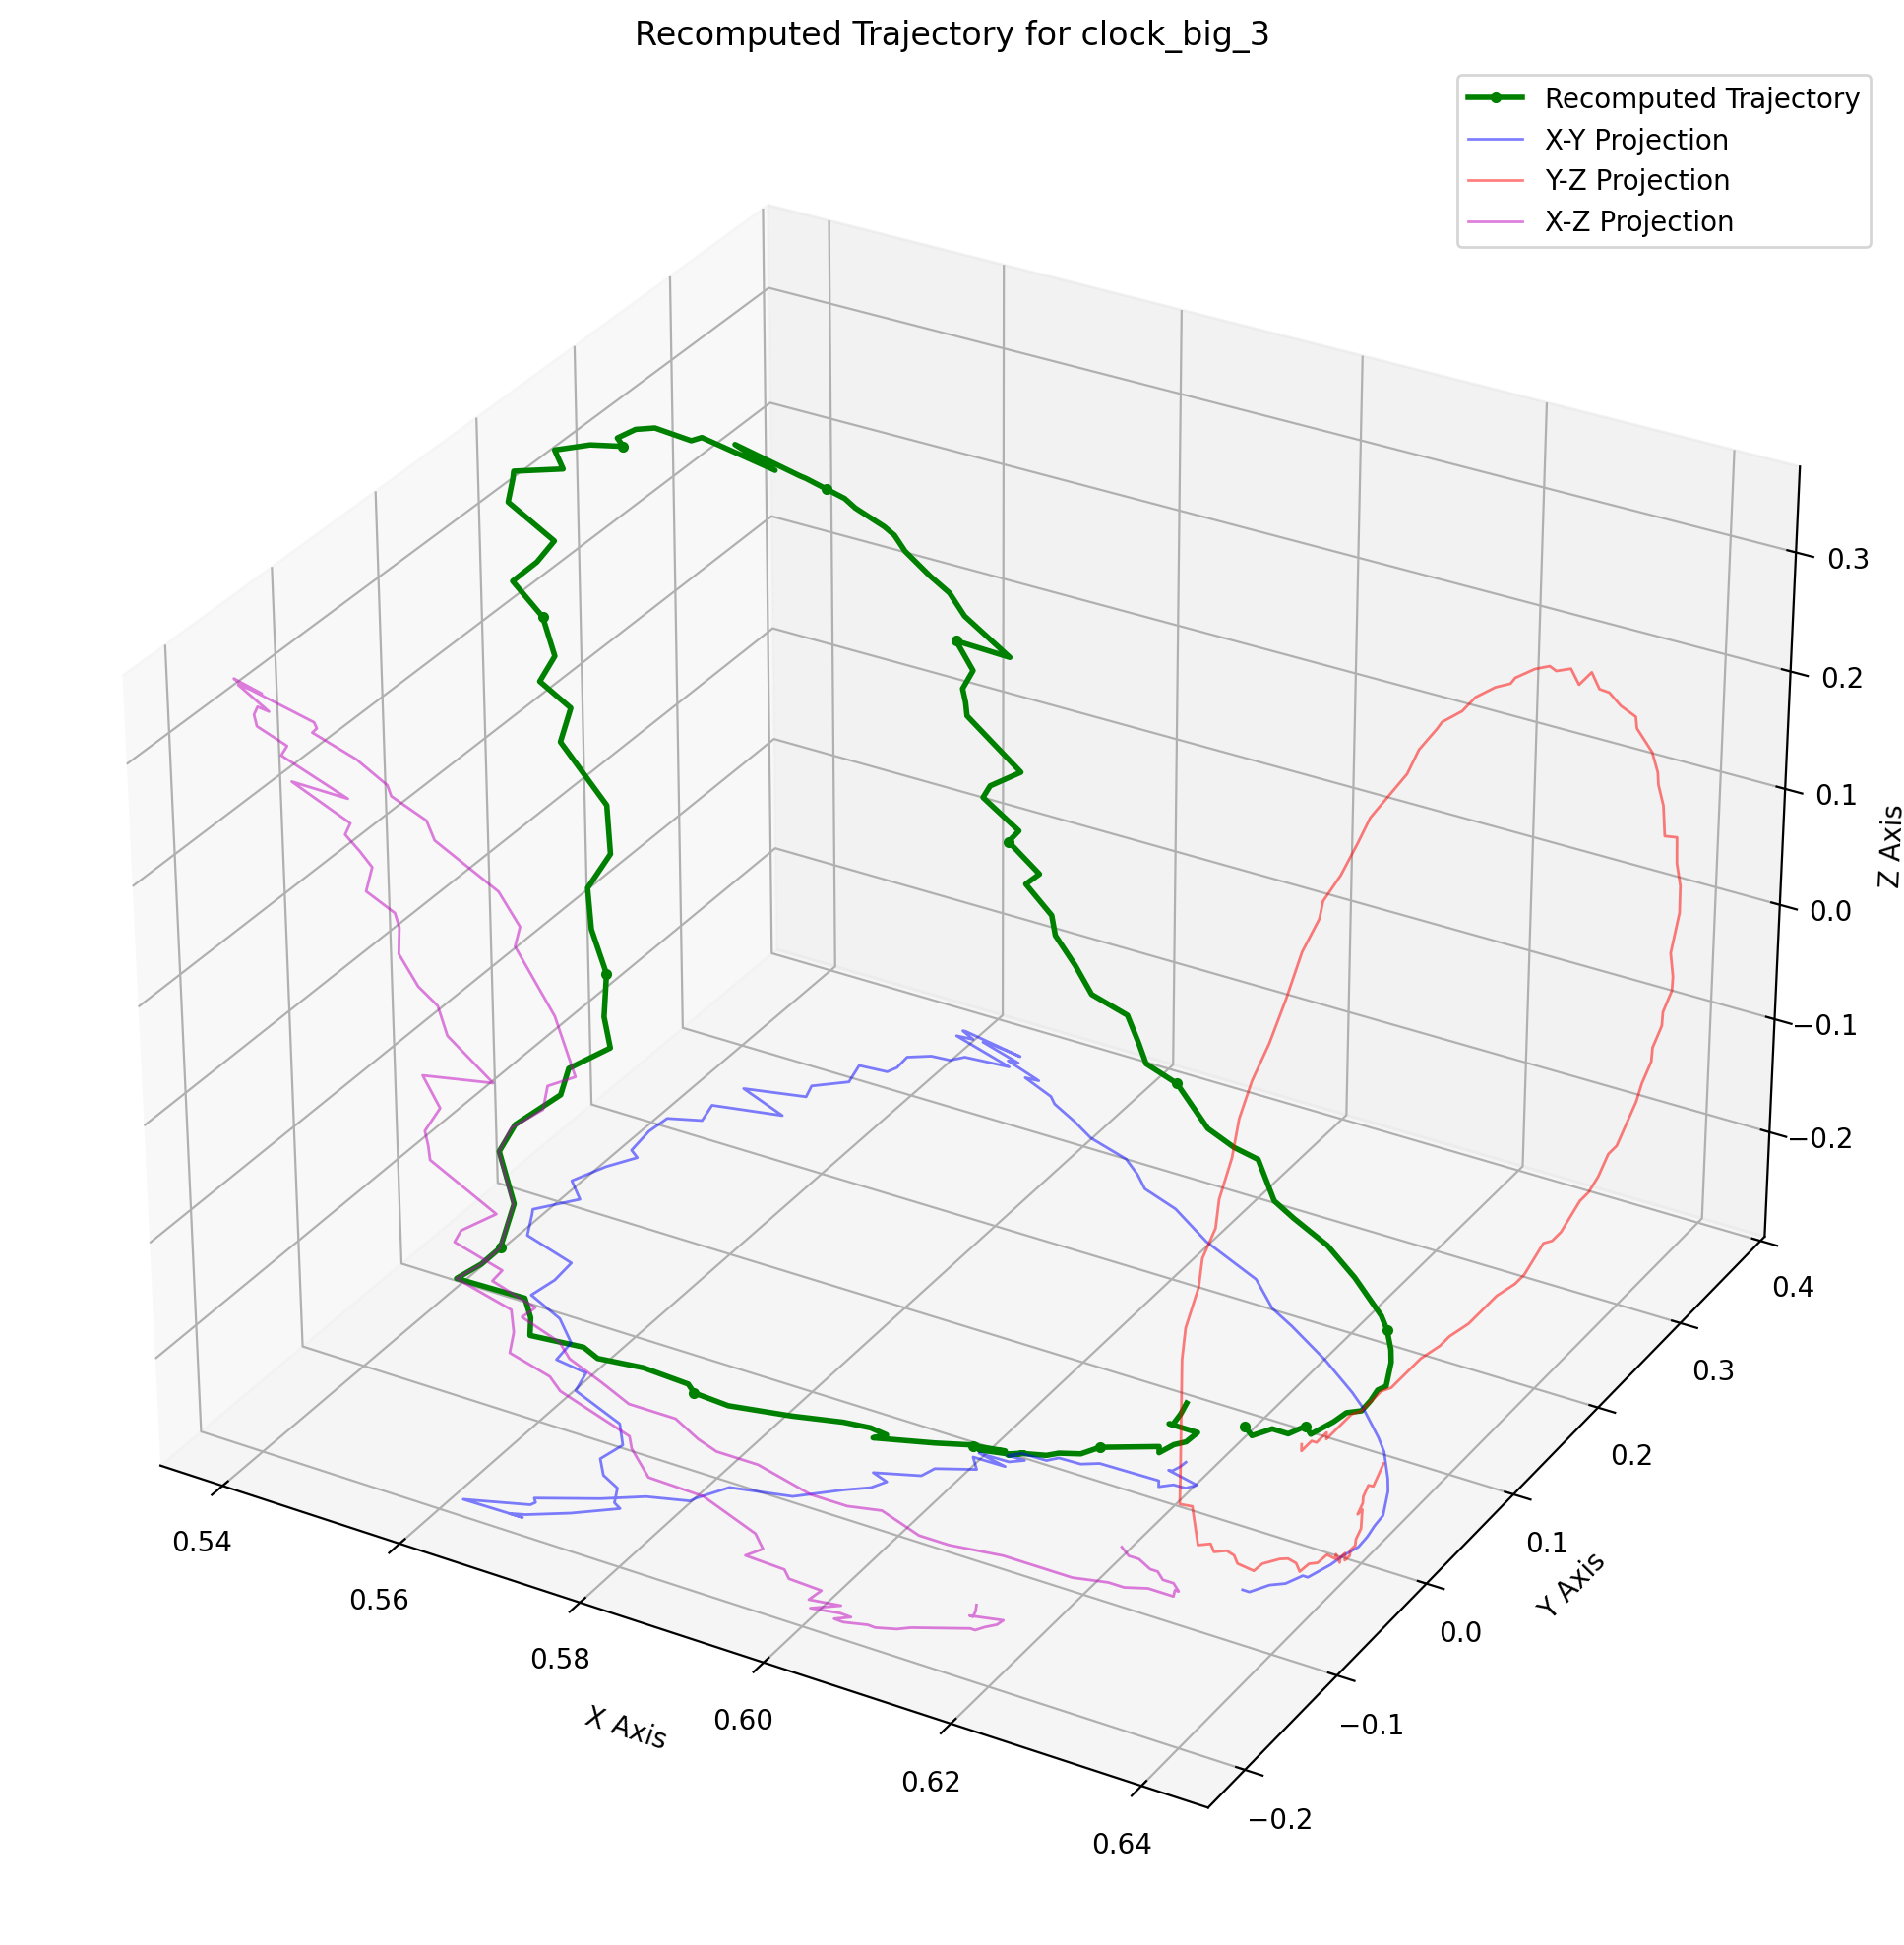 Recomputed Trajectory for clock_big_3
Recomputed Trajectory
X-Y Projection
Y-Z Projection
X-Z Projection
0.3
0.2
0.1
0.0
−0.1
−0.2
Z Axis
0.4
0.3
0.2
0.1
0.0
−0.1
−0.2
Y Axis
0.54
0.56
0.58
0.60
0.62
0.64
X Axis